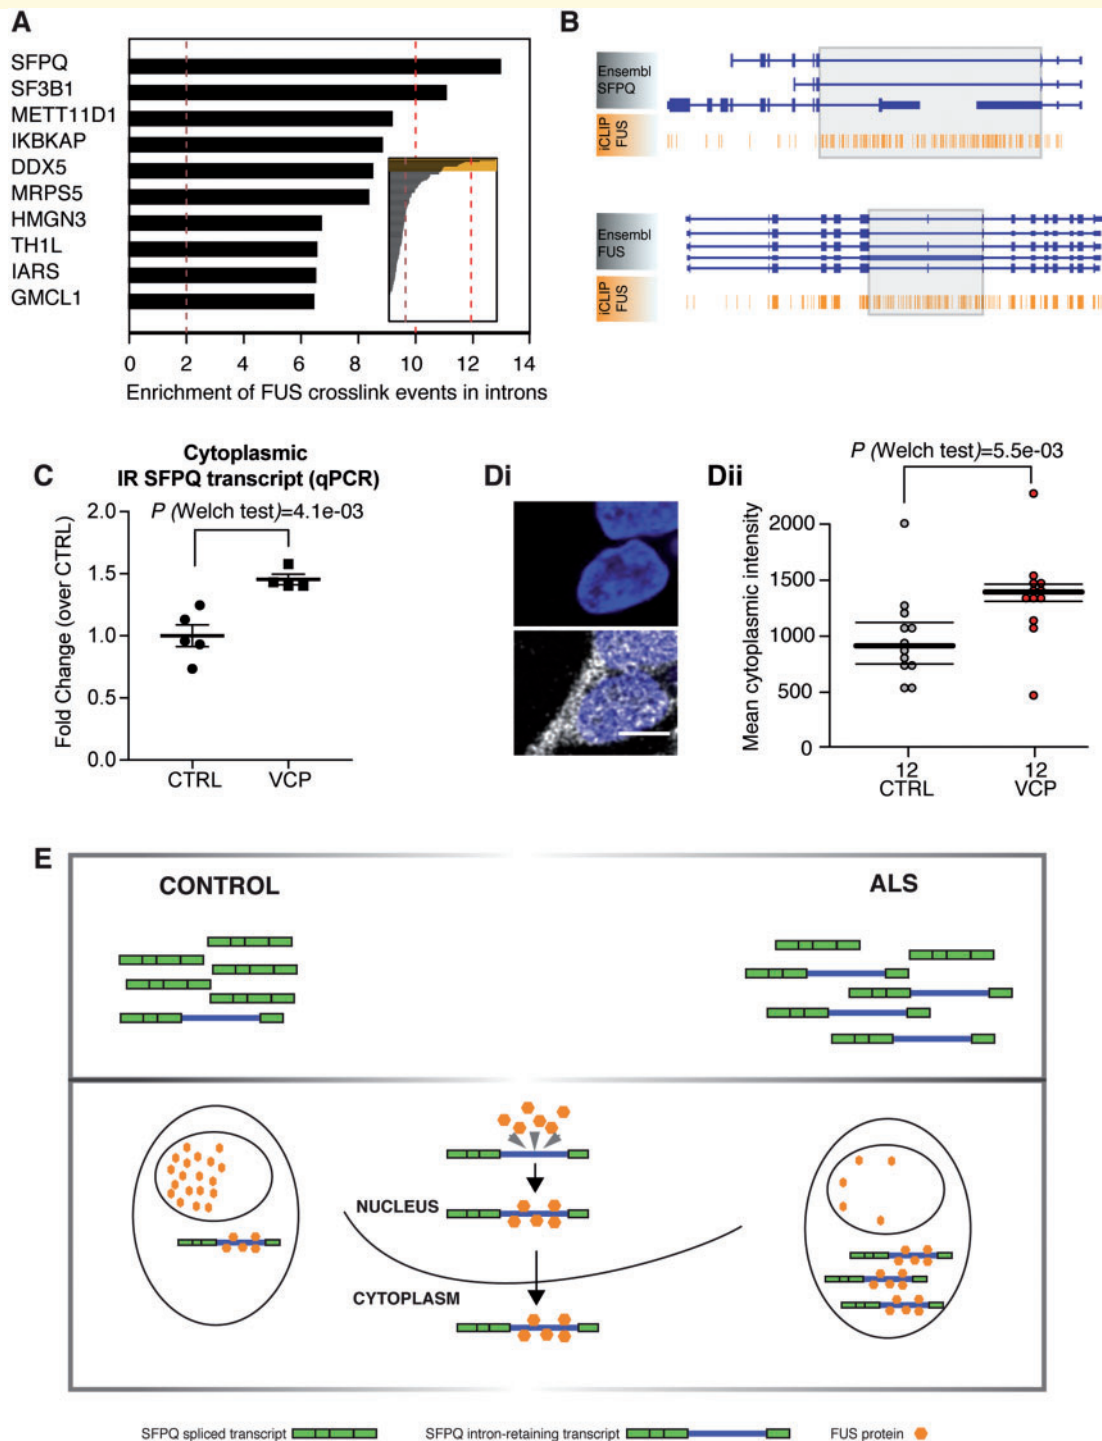 A
SFPQ
SF3B1
METT11D1
IKBKAP
DDX5
MRPS5
HMGN3
TH1L
IARS
GMCL1
0 2 4 6 8 10 12 14
Enrichment of FUS crosslink events in introns
B
Ensembl
SFPQ
iCLIP
FUS
Ensembl
FUS
iCLIP
FUS
C
Cytoplasmic
IR SFPQ transcript (qPCR)
P (Welch test)=4.1e-03
Fold Change (over CTRL)
2.0
1.5
1.0
0.5
0.0
CTRL VCP
Di
Dii
P (Welch test)=5.5e-03
Mean cytoplasmic intensity
2000
1500
1000
500
0
12 12
CTRL VCP
E
CONTROL
ALS
NUCLEUS
CYTOPLASM
SFPQ spliced transcript
SFPQ intron-retaining transcript
FUS protein